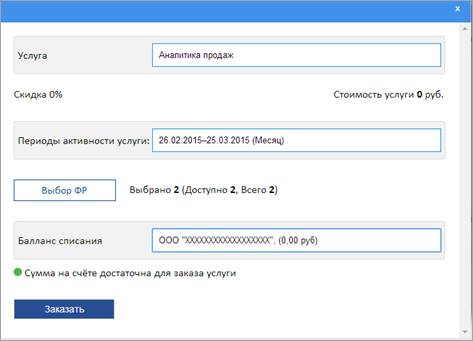 x
Услуга Аналитика продаж
Скидка 0% Стоимость услуги 0 руб.
Периоды активности услуги: 26.02.2015–25.03.2015 (Месяц)
Выбор ФР Выбрано 2 (Доступно 2, Всего 2)
Балланс списания ООО "XXXXXXXXXXXXXXXXX", (0.00 руб)
Сумма на счёте достаточна для заказа услуги
Заказать